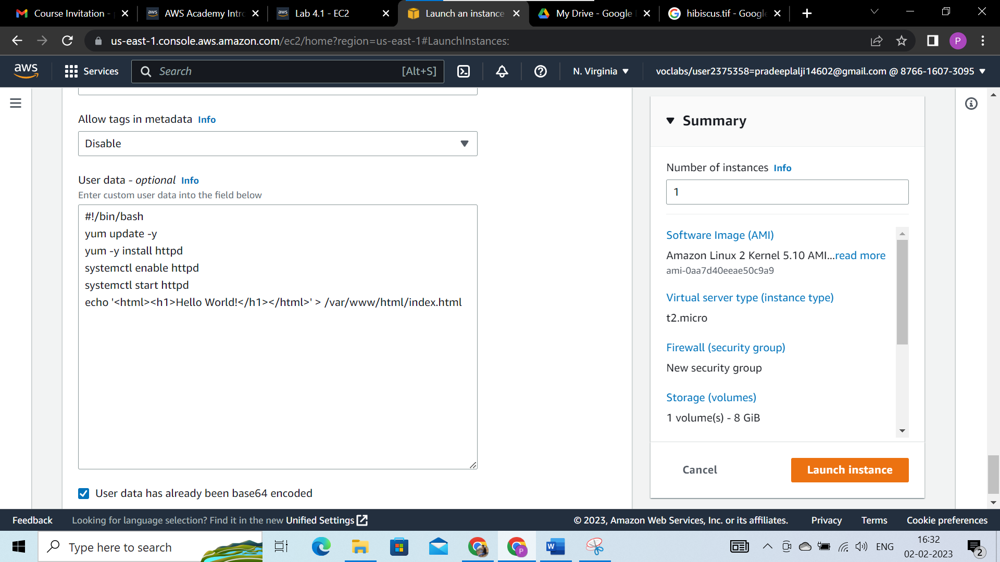 Course Invitation -
aws
AWS Academy Intro
aws
Lab 4.1 - EC2
Launch an instance
My Drive - Google
hibiscus.tif - Google
us-east-1.console.aws.amazon.com/ec2/home?region=us-east-1#LaunchInstances:
P
aws
Services
Search
[Alt+S]
N. Virginia
voclabs/user2375358=pradeeplalji14602@gmail.com @ 8766-1607-3095
Allow tags in metadata Info
Disable
User data - optional Info
Enter custom user data into the field below
#!/bin/bash
yum update -y
yum -y install httpd
systemctl enable httpd
systemctl start httpd
echo '<html><h1>Hello World!</h1></html>' > /var/www/html/index.html
User data has already been base64 encoded
Summary
Number of instances Info
1
Software Image (AMI)
Amazon Linux 2 Kernel 5.10 AMI...read more
ami-0aa7d40eeae50c9a9
Virtual server type (instance type)
t2.micro
Firewall (security group)
New security group
Storage (volumes)
1 volume(s) - 8 GiB
Cancel
Launch instance
Feedback
Looking for language selection? Find it in the new Unified Settings
© 2023, Amazon Web Services, Inc. or its affiliates.
Privacy
Terms
Cookie preferences
Type here to search
W
P
ENG
16:32
02-02-2023
2